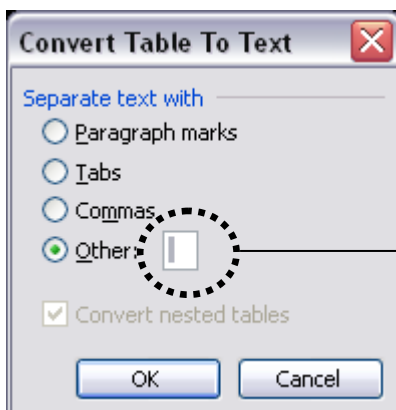 Convert Table To Text
Separate text with
Paragraph marks
Tabs
Commas
Other:
Convert nested tables
OK Cancel